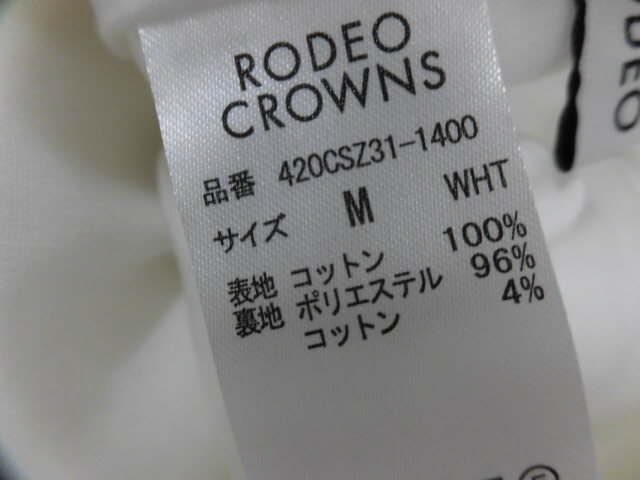 RODEO
CROWNS
品番 420CSZ31-1400
サイズ M WHT
表地 コットン 100%
裏地 ポリエステル 96%
コットン 4%